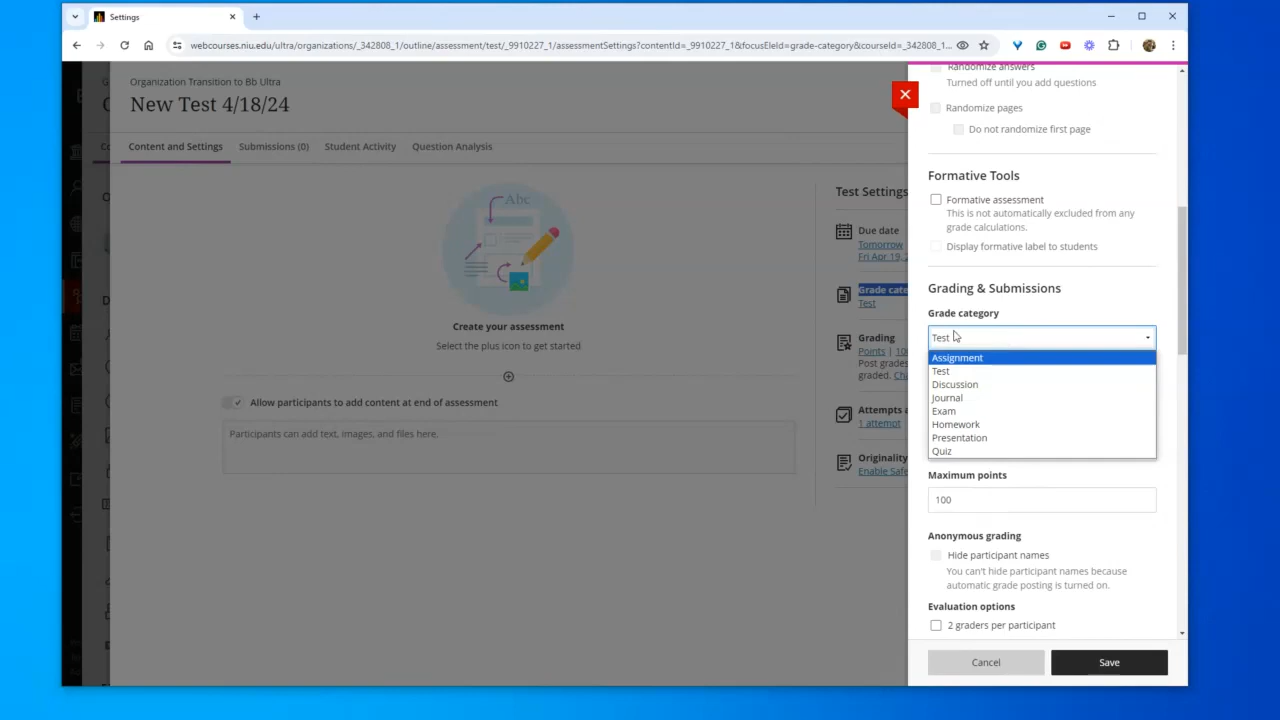 Settings
webcourses.niu.edu/ultra/organizations/_342808_1/outline/assessment/test/_9910227_1/assessmentSettings?contentId=_9910227_1&focusEleId=grade-category&courseId=_342808_1...
Organization Transition to Bb Ultra
New Test 4/18/24
Content and Settings
Submissions (0)
Student Activity
Question Analysis
Abc
Create your assessment
Select the plus icon to get started
Allow participants to add content at end of assessment
Participants can add text, images, and files here.
Test Settings
Due date
Tomorrow
Fri Apr 19, 2
Grade cate
Test
Grading
Points | 10
Post grades
graded. Cha
Attempts a
1 attempt
Originality
Enable Safe
Randomize answers
Turned off until you add questions
Randomize pages
Do not randomize first page
Formative Tools
Formative assessment
This is not automatically excluded from any
grade calculations.
Display formative label to students
Grading & Submissions
Grade category
Test
Assignment
Test
Discussion
Journal
Exam
Homework
Presentation
Quiz
Maximum points
100
Anonymous grading
Hide participant names
You can't hide participant names because
automatic grade posting is turned on.
Evaluation options
2 graders per participant
Cancel
Save